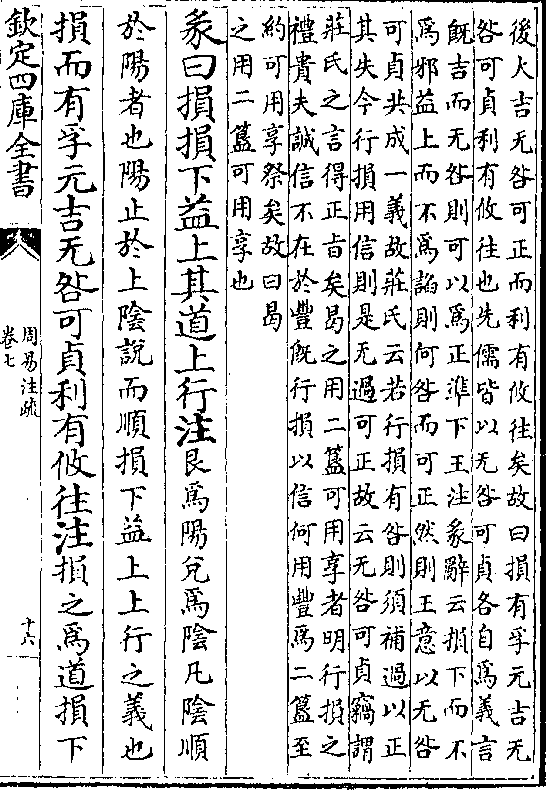 後大吉无咎可正而利有攸往矣故曰損有孚元吉无
咎可貞利有攸往也先儒皆以无咎可貞各自爲義言
既吉而无咎則可以爲正準下王注彖辭云損下而不
爲邪益上而不爲諂則何咎而可正然則王意以无咎
可貞共成一義故莊氏云若行損有咎則須補過以正
其失今行損用信則是无過可正故云无咎可貞竊謂
莊氏之言得正旨矣曷之用二簋可用享者明行損之
禮貴夫誠信不在於豐既行損以信何用豐爲二簋至
約可用享祭矣故曰曷
之用二簋可用享也
彖曰損損下益上其道上行注艮爲陽兌爲陰凡陰順
於陽者也陽止於上陰說而順損下益上上行之義也
損而有孚元吉无咎可貞利有攸往注損之爲道損下
欽定四庫全書
周易注疏
卷七
十六